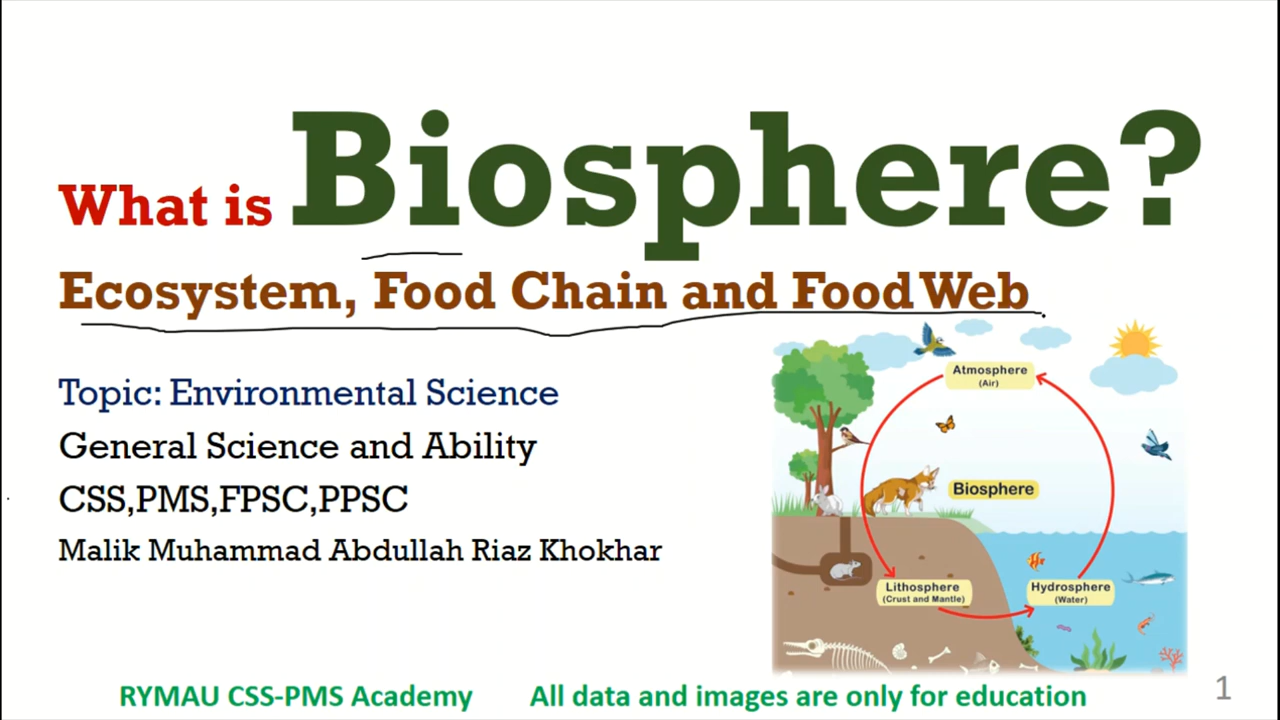 What is Biosphere?
Ecosystem, Food Chain and Food Web
Topic: Environmental Science
General Science and Ability
CSS,PMS,FPSC,PPSC
Malik Muhammad Abdullah Riaz Khokhar
Atmosphere
(Air)
Biosphere
Lithosphere
(Crust and Mantle)
Hydrosphere
(Water)
RYMAU CSS-PMS Academy
All data and images are only for education
1